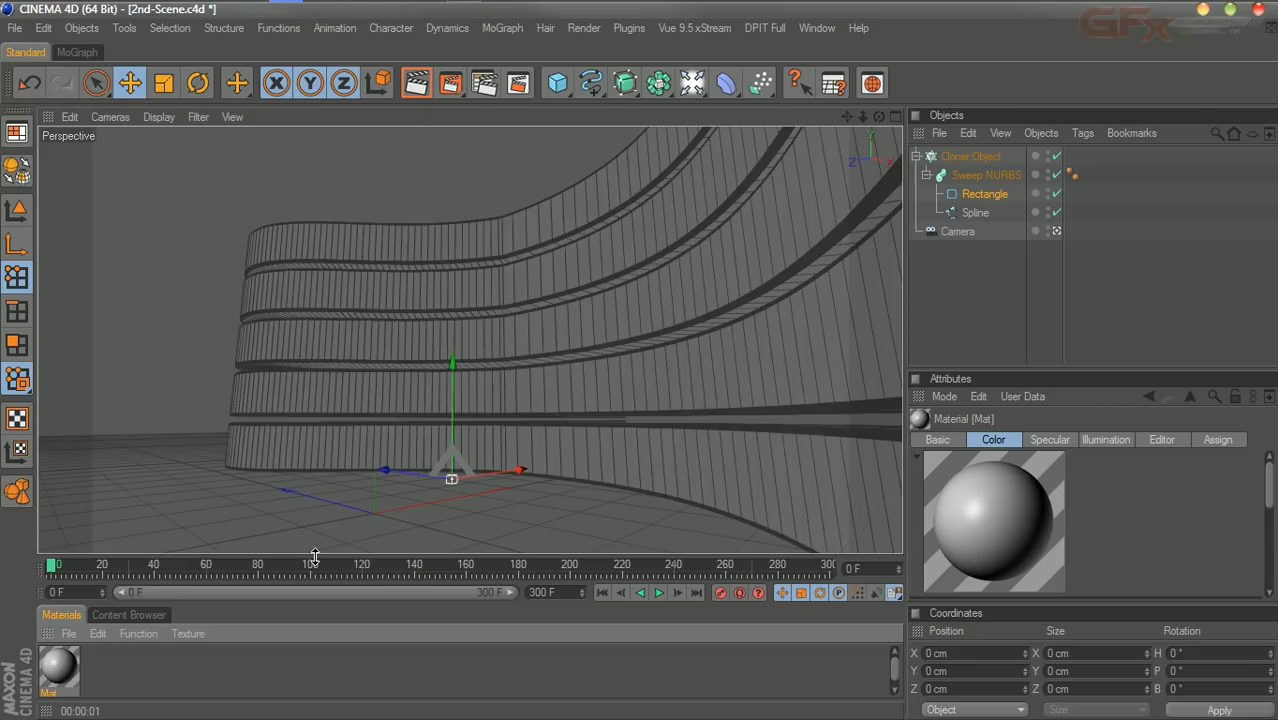 CINEMA 4D (64 Bit) - [2nd-Scene.c4d *]
File Edit Objects Tools Selection Structure Functions Animation Character Dynamics MoGraph Hair Render Plugins Vue 9.5 xStream DPIT Full Window Help
GFx
Standard MoGraph
X Y Z
Edit Cameras Display Filter View
Perspective
Y
Z X
Objects
File Edit View Objects Tags Bookmarks
Cloner Object
Sweep NURBS
Rectangle
Spline
Camera
Attributes
Mode Edit User Data
Material [Mat]
Basic Color Specular Illumination Editor Assign
0 20 40 60 80 100 120 140 160 180 200 220 240 260 280 300
0 F
0 F 0 F 300 F 300 F
Materials Content Browser
File Edit Function Texture
Mat
Coordinates
Position Size Rotation
X 0 cm X 0 cm H 0 °
Y 0 cm Y 0 cm P 0 °
Z 0 cm Z 0 cm B 0 °
Object Size Apply
MAXON
CINEMA 4D
00:00:01